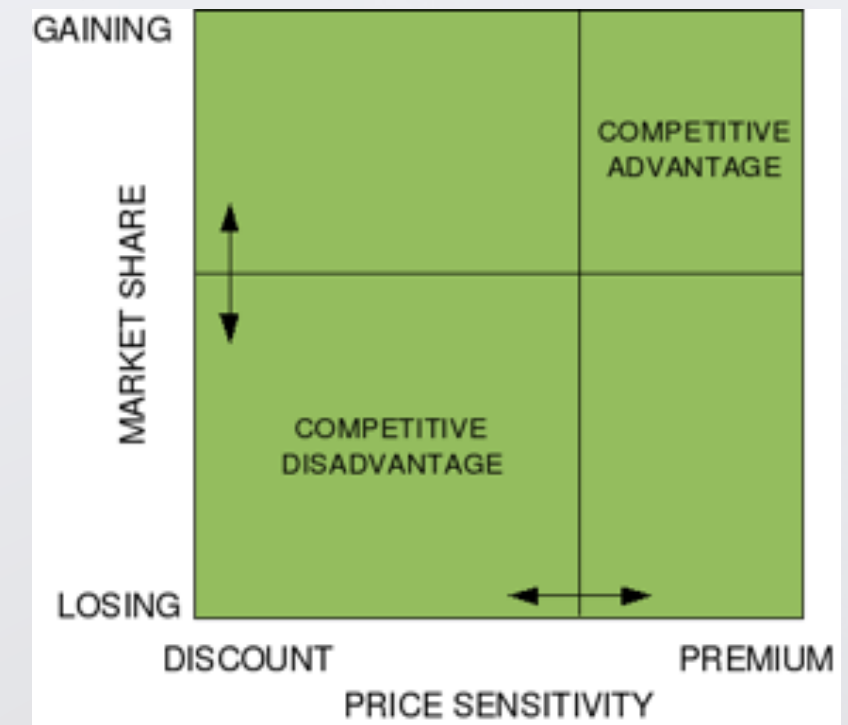 GAINING
COMPETITIVE
ADVANTAGE
MARKET SHARE
COMPETITIVE
DISADVANTAGE
LOSING
DISCOUNT
PREMIUM
PRICE SENSITIVITY